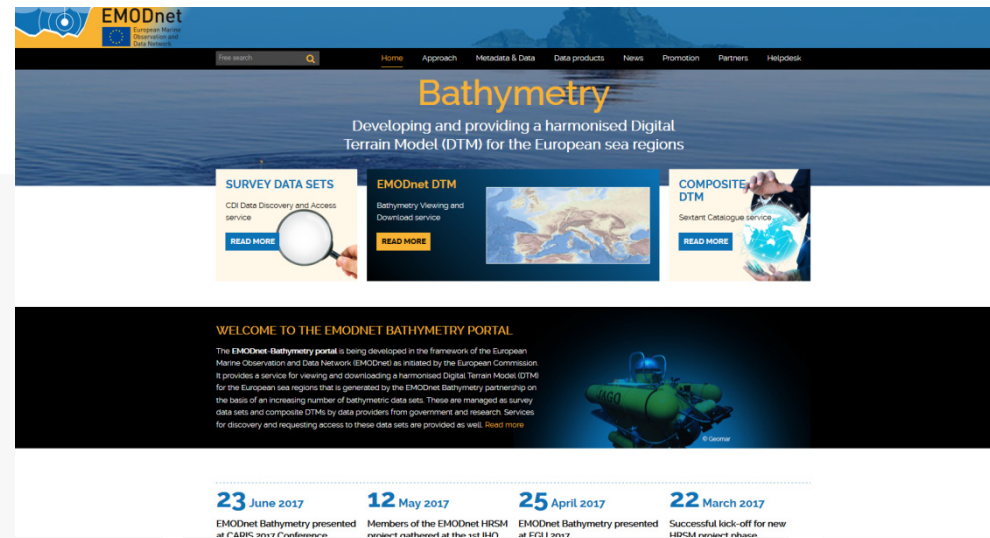 EMODnet
European Marine
Observation and
Data Network
Free search
Home Approach Metadata & Data Data products News Promotion Partners Helpdesk
Bathymetry
Developing and providing a harmonised Digital
Terrain Model (DTM) for the European sea regions
SURVEY DATA SETS
CDI Data Discovery and Access
service
READ MORE
EMODnet DTM
Bathymetry Viewing and
Download service
READ MORE
COMPOSITE
DTM
Sextant Catalogue service
READ MORE
WELCOME TO THE EMODNET BATHYMETRY PORTAL
The EMODnet-Bathymetry portal is being developed in the framework of the European
Marine Observation and Data Network (EMODnet) as initiated by the European Commission.
It provides a service for viewing and downloading a harmonised Digital Terrain Model (DTM)
for the European sea regions that is generated by the EMODnet Bathymetry partnership on
the basis of an increasing number of bathymetric data sets. These are managed as survey
data sets and composite DTMs by data providers from government and research. Services
for discovery and requesting access to these data sets are provided as well. Read more
JAGO
© Geomar
23 June 2017
EMODnet Bathymetry presented
at CARIS 2017 Conference
12 May 2017
Members of the EMODnet HRSM
project gathered at the 1st IHO
25 April 2017
EMODnet Bathymetry presented
at EGU 2017
22 March 2017
Successful kick-off for new
HRSM project phase